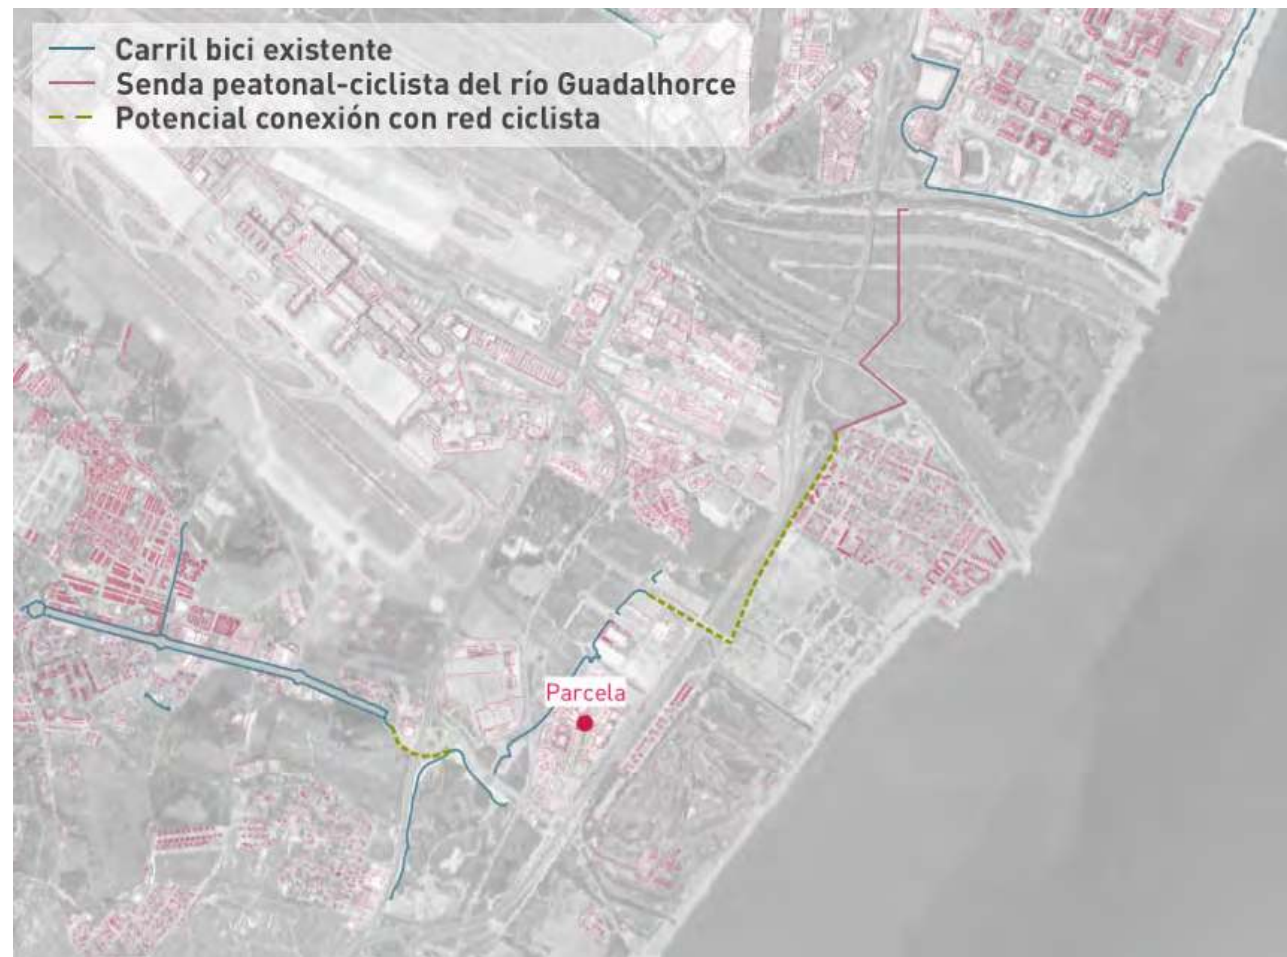 Carril bici existente
Senda peatonal-ciclista del río Guadalhorce
Potencial conexión con red ciclista
Parcela